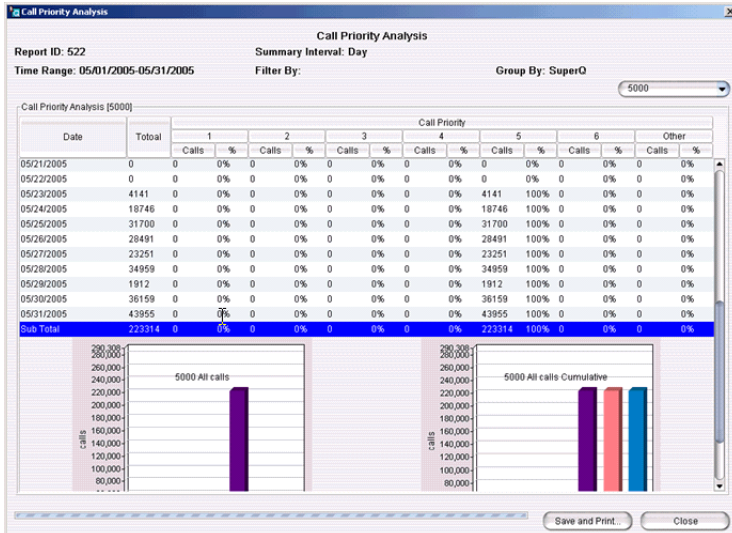 Call Priority Analysis
Call Priority Analysis
Report ID: 522 Summary Interval: Day
Time Range: 05/01/2005-05/31/2005 Filter By: Group By: SuperQ
5000
Call Priority Analysis [5000]
Call Priority
Date Totoal 1 2 3 4 5 6 Other
Calls % Calls % Calls % Calls % Calls % Calls % Calls %
05/21/2005 0 0 0% 0 0% 0 0% 0 0% 0 0% 0 0% 0 0%
05/22/2005 0 0 0% 0 0% 0 0% 0 0% 0 0% 0 0% 0 0%
05/23/2005 4141 0 0% 0 0% 0 0% 0 0% 4141 100% 0 0% 0 0%
05/24/2005 18746 0 0% 0 0% 0 0% 0 0% 18746 100% 0 0% 0 0%
05/25/2005 31700 0 0% 0 0% 0 0% 0 0% 31700 100% 0 0% 0 0%
05/26/2005 28491 0 0% 0 0% 0 0% 0 0% 28491 100% 0 0% 0 0%
05/27/2005 23251 0 0% 0 0% 0 0% 0 0% 23251 100% 0 0% 0 0%
05/28/2005 34959 0 0% 0 0% 0 0% 0 0% 34959 100% 0 0% 0 0%
05/29/2005 1912 0 0% 0 0% 0 0% 0 0% 1912 100% 0 0% 0 0%
05/30/2005 36159 0 0% 0 0% 0 0% 0 0% 36159 100% 0 0% 0 0%
05/31/2005 43955 0 0% 0 0% 0 0% 0 0% 43955 100% 0 0% 0 0%
Sub Total 223314 0 0% 0 0% 0 0% 0 0% 223314 100% 0 0% 0 0%
5000 All calls
290,308
280,000
260,000
240,000
220,000
200,000
180,000
160,000
140,000
120,000
100,000
80,000
calls
5000 All calls Cumulative
290,308
280,000
260,000
240,000
220,000
200,000
180,000
160,000
140,000
120,000
100,000
80,000
calls
Save and Print... Close